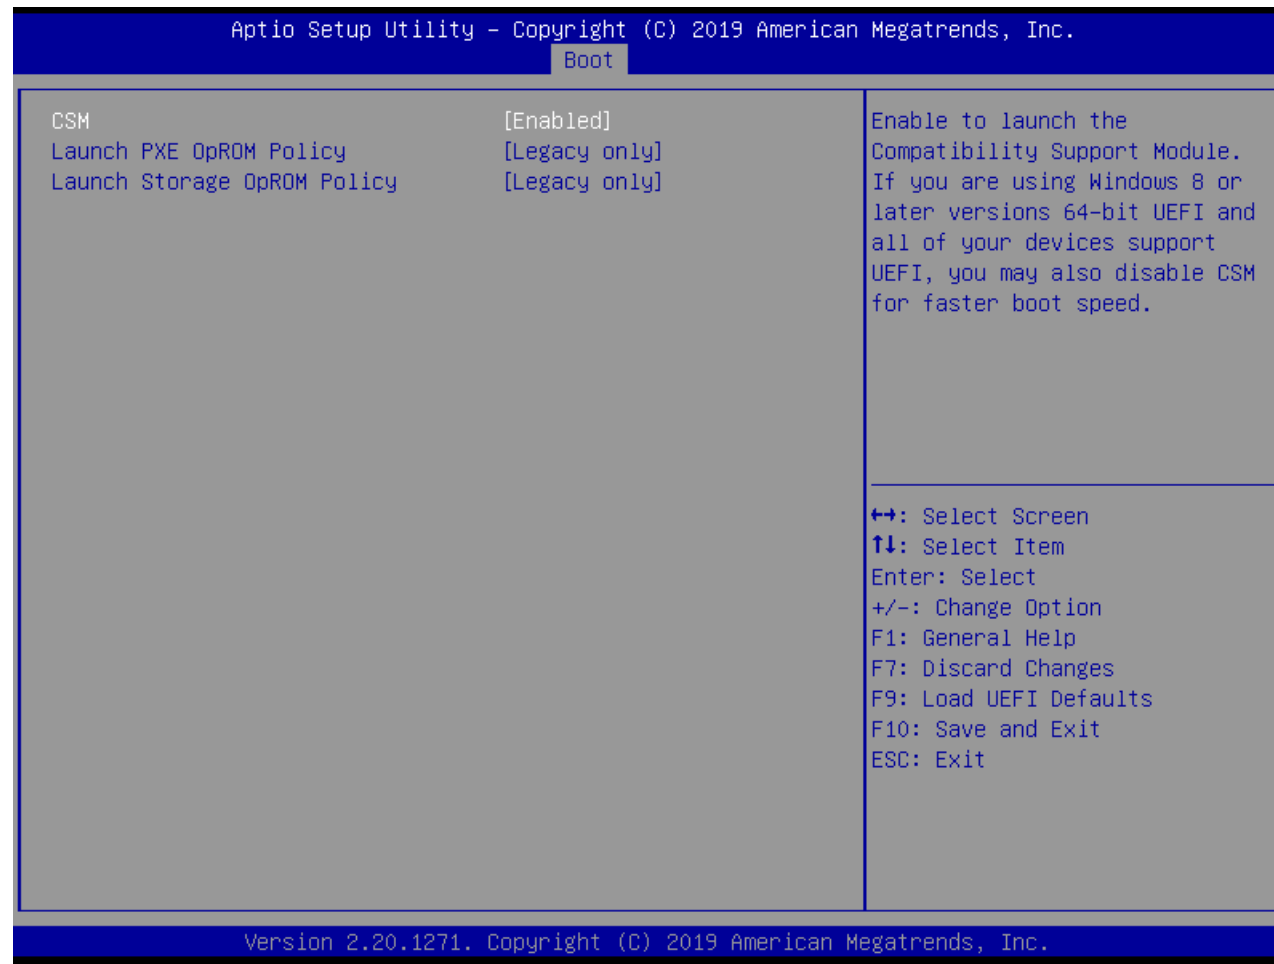 Aptio Setup Utility – Copyright (C) 2019 American Megatrends, Inc.
Boot
CSM [Enabled]
Launch PXE OpROM Policy [Legacy only]
Launch Storage OpROM Policy [Legacy only]
Enable to launch the
Compatibility Support Module.
If you are using Windows 8 or
later versions 64-bit UEFI and
all of your devices support
UEFI, you may also disable CSM
for faster boot speed.
↔: Select Screen
↑↓: Select Item
Enter: Select
+/-: Change Option
F1: General Help
F7: Discard Changes
F9: Load UEFI Defaults
F10: Save and Exit
ESC: Exit
Version 2.20.1271. Copyright (C) 2019 American Megatrends, Inc.